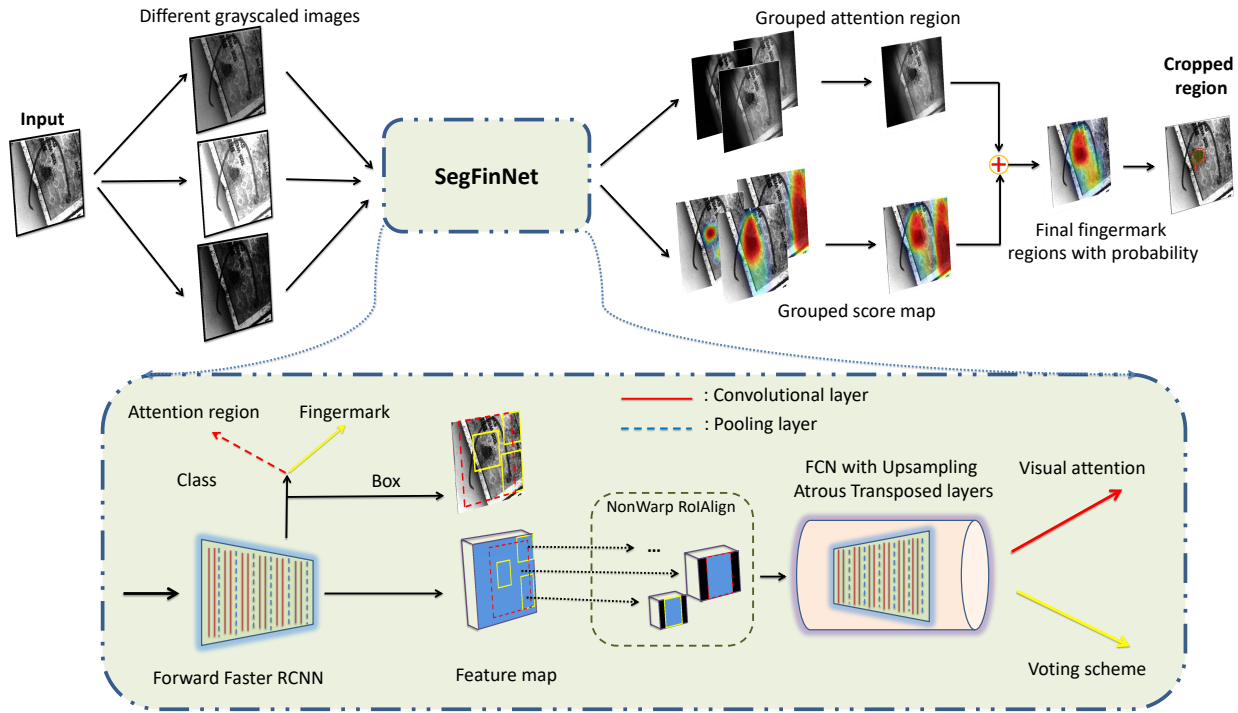 Different grayscaled images
Grouped attention region
Cropped
region
Input
SegFinNet
Final fingermark
regions with probability
Grouped score map
Attention region
Fingermark
: Convolutional layer
: Pooling layer
Class
Box
FCN with Upsampling
Atrous Transposed layers
Visual attention
NonWarp RoIAlign
...
Forward Faster RCNN
Feature map
Voting scheme